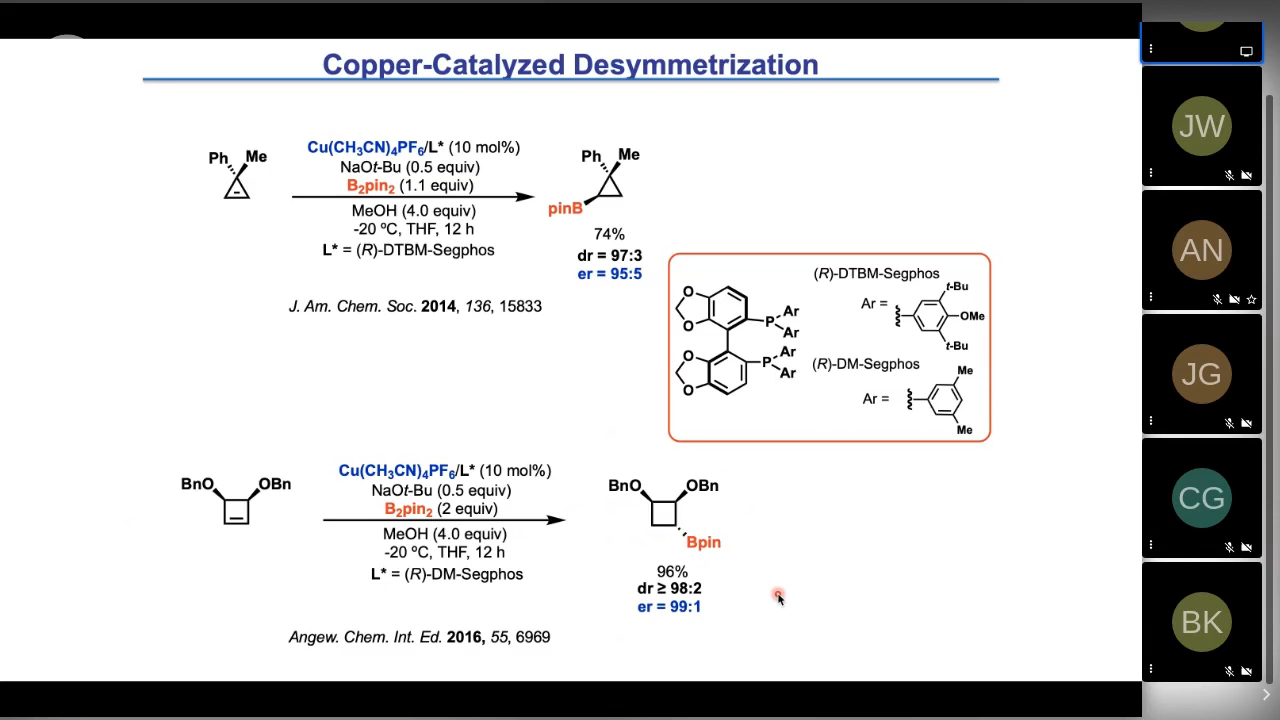 Copper-Catalyzed Desymmetrization
Ph Me
Cu(CH₃CN)₄PF₆/L* (10 mol%)
NaOt-Bu (0.5 equiv)
B₂pin₂ (1.1 equiv)
MeOH (4.0 equiv)
-20 ºC, THF, 12 h
L* = (R)-DTBM-Segphos
Ph Me
pinB
74%
dr = 97:3
er = 95:5
J. Am. Chem. Soc. 2014, 136, 15833
(R)-DTBM-Segphos
Ar =
t-Bu
OMe
t-Bu
O
O
P Ar
Ar
O
O
P Ar
Ar
(R)-DM-Segphos
Ar =
Me
Me
BnO OBn
Cu(CH₃CN)₄PF₆/L* (10 mol%)
NaOt-Bu (0.5 equiv)
B₂pin₂ (2 equiv)
MeOH (4.0 equiv)
-20 ºC, THF, 12 h
L* = (R)-DM-Segphos
BnO OBn
Bpin
96%
dr ≥ 98:2
er = 99:1
Angew. Chem. Int. Ed. 2016, 55, 6969
JW
AN
JG
CG
BK